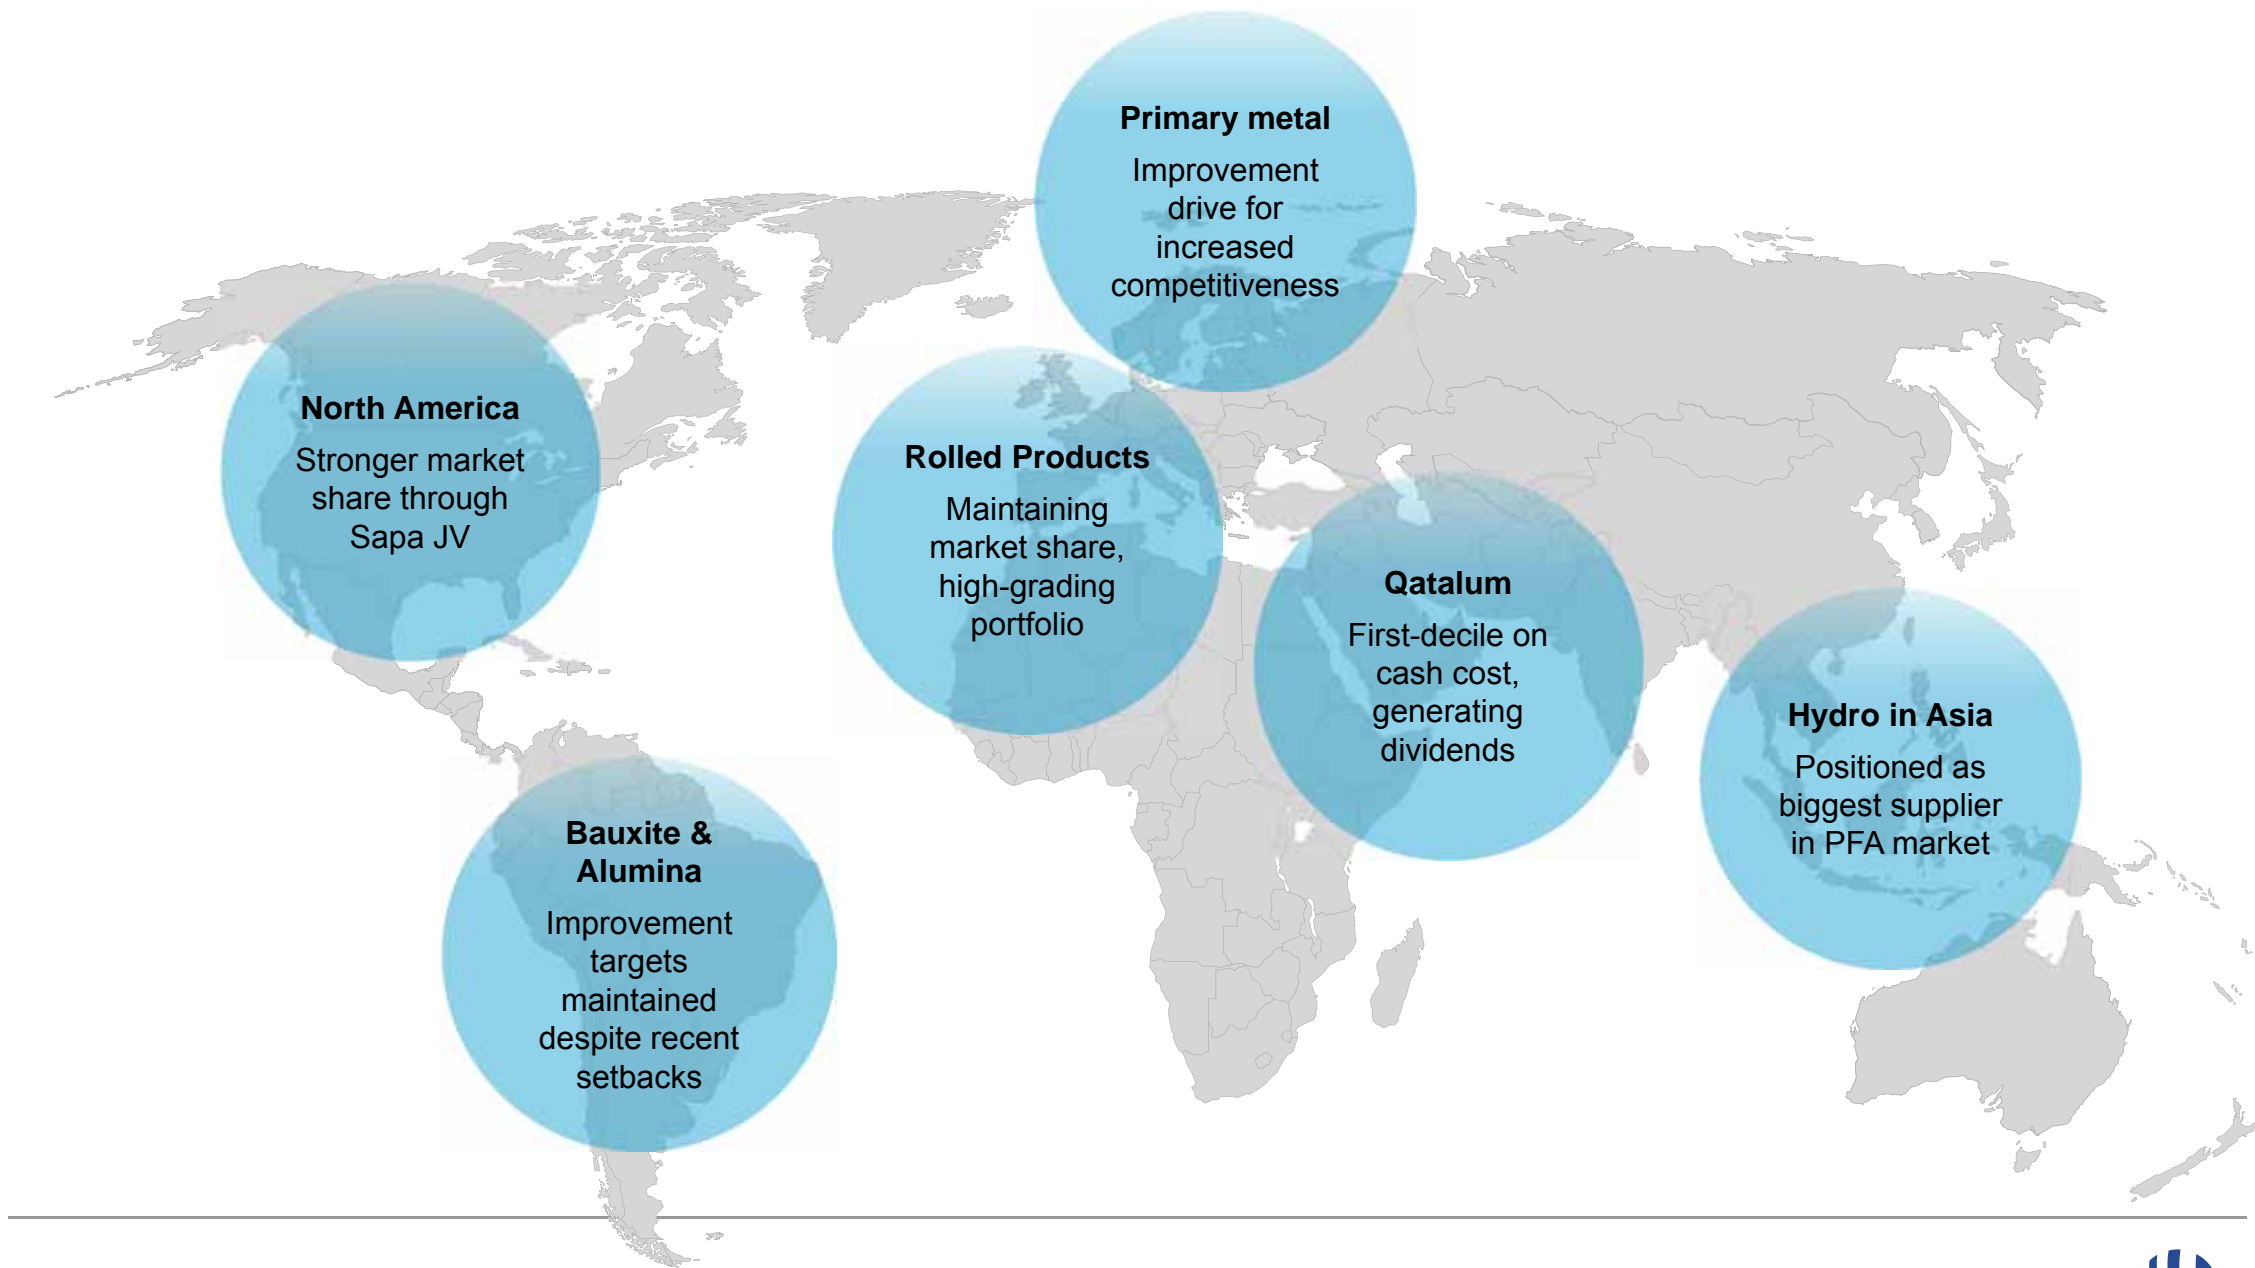 Primary metal
Improvement
drive for
increased
competitiveness
North America
Stronger market
share through
Sapa JV
Rolled Products
Maintaining
market share,
high-grading
portfolio
Qatalum
First-decile on
cash cost,
generating
dividends
Hydro in Asia
Positioned as
biggest supplier
in PFA market
Bauxite &
Alumina
Improvement
targets
maintained
despite recent
setbacks